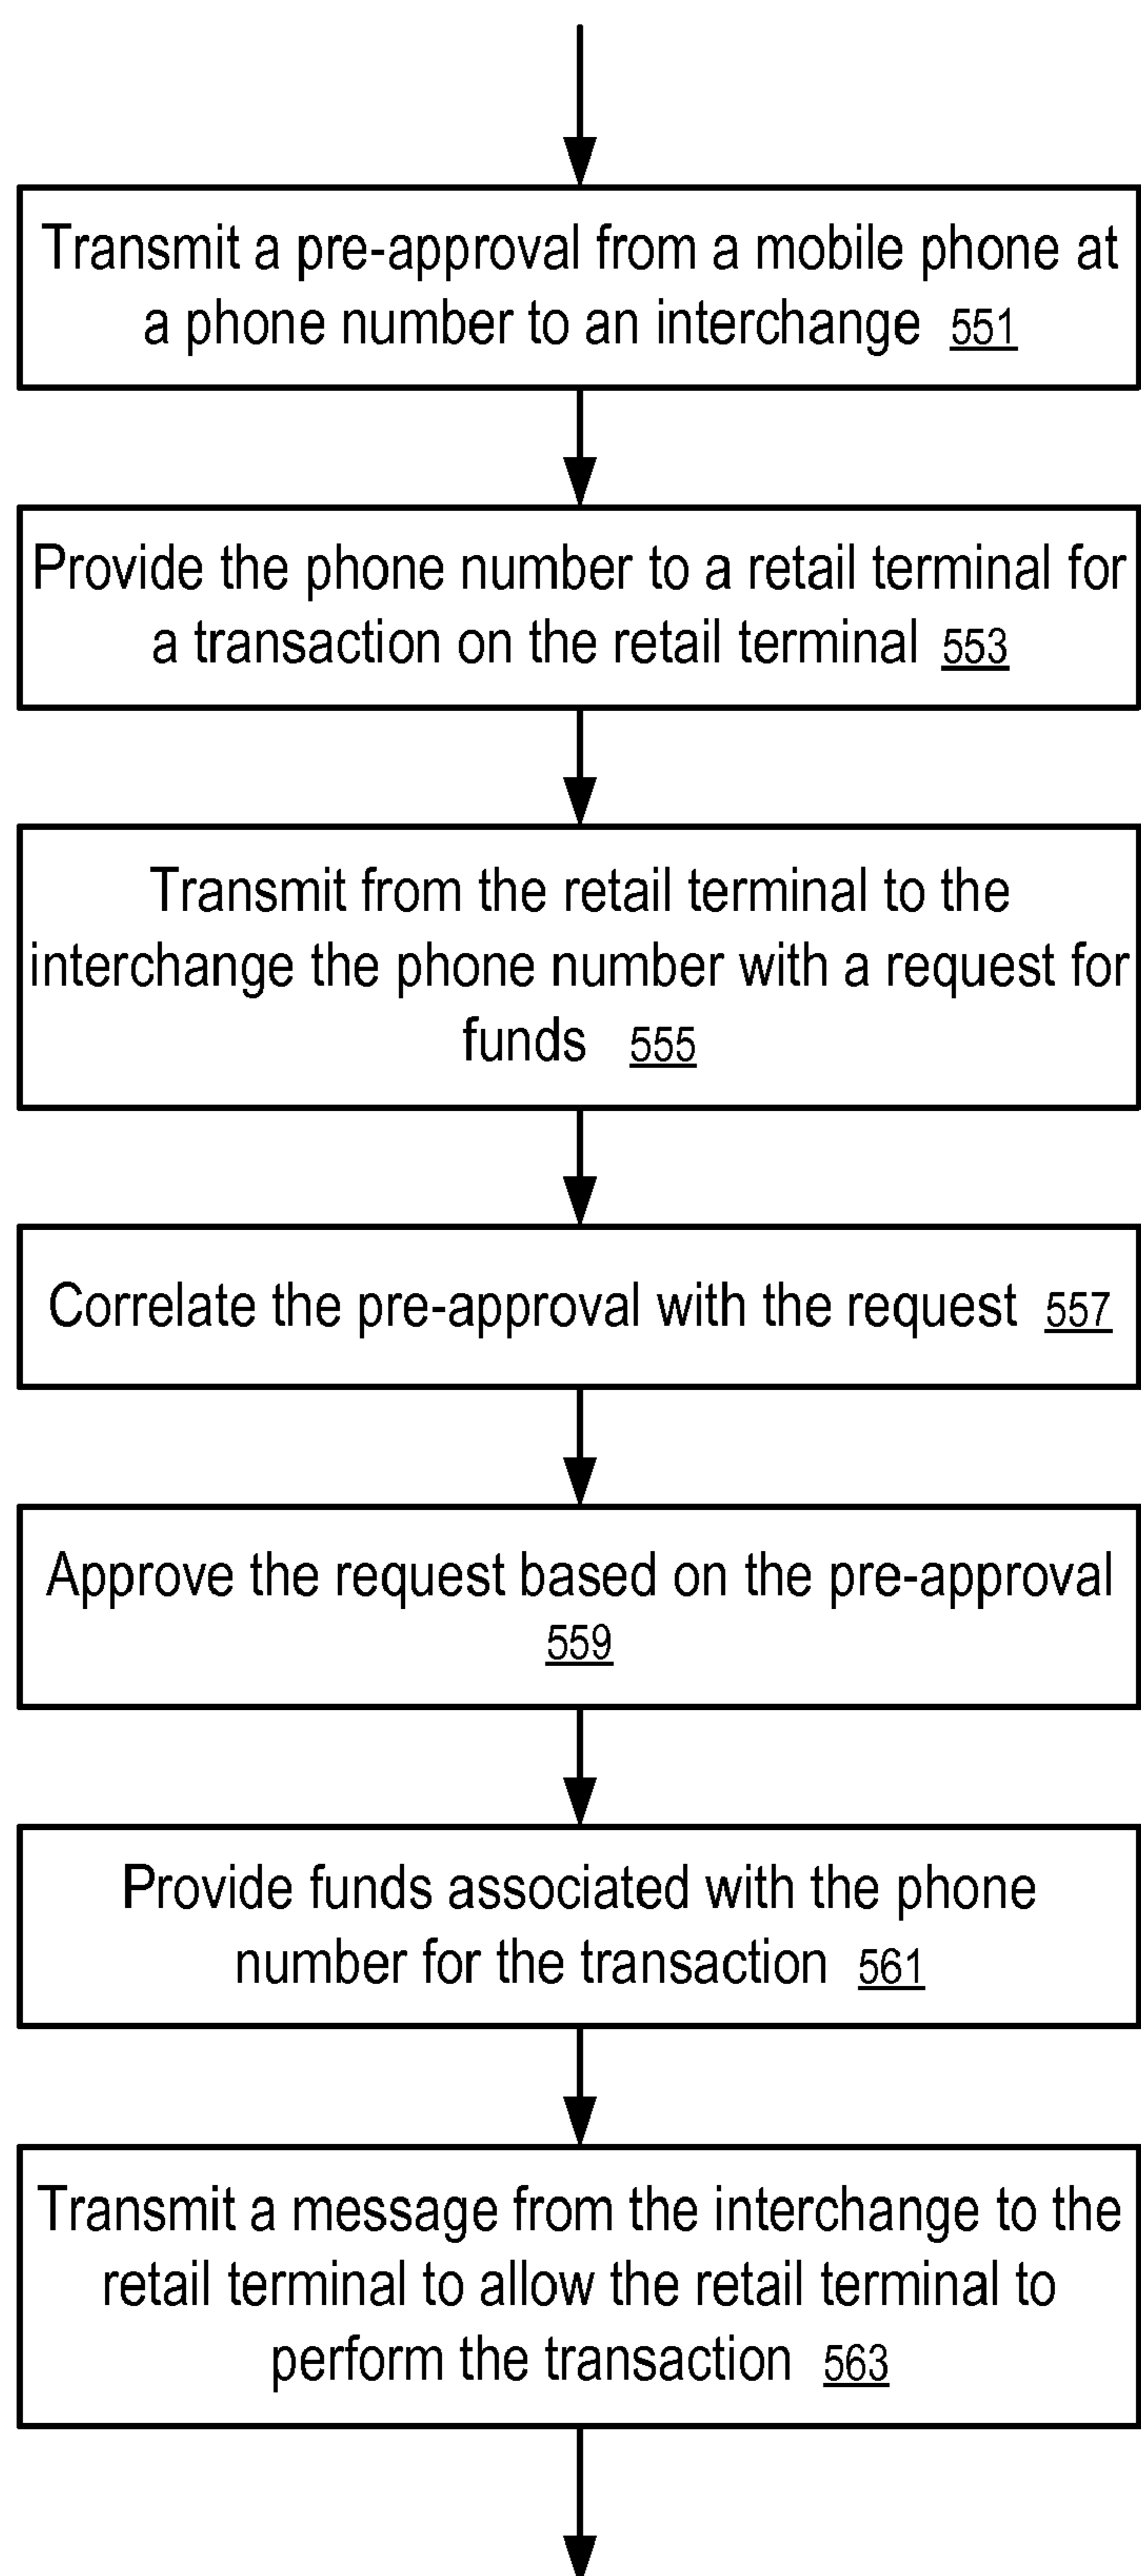 Transmit a pre-approval from a mobile phone at
a phone number to an interchange 551
Provide the phone number to a retail terminal for
a transaction on the retail terminal 553
Transmit from the retail terminal to the
interchange the phone number with a request for
funds 555
Correlate the pre-approval with the request 557
Approve the request based on the pre-approval
559
Provide funds associated with the phone
number for the transaction 561
Transmit a message from the interchange to the
retail terminal to allow the retail terminal to
perform the transaction 563